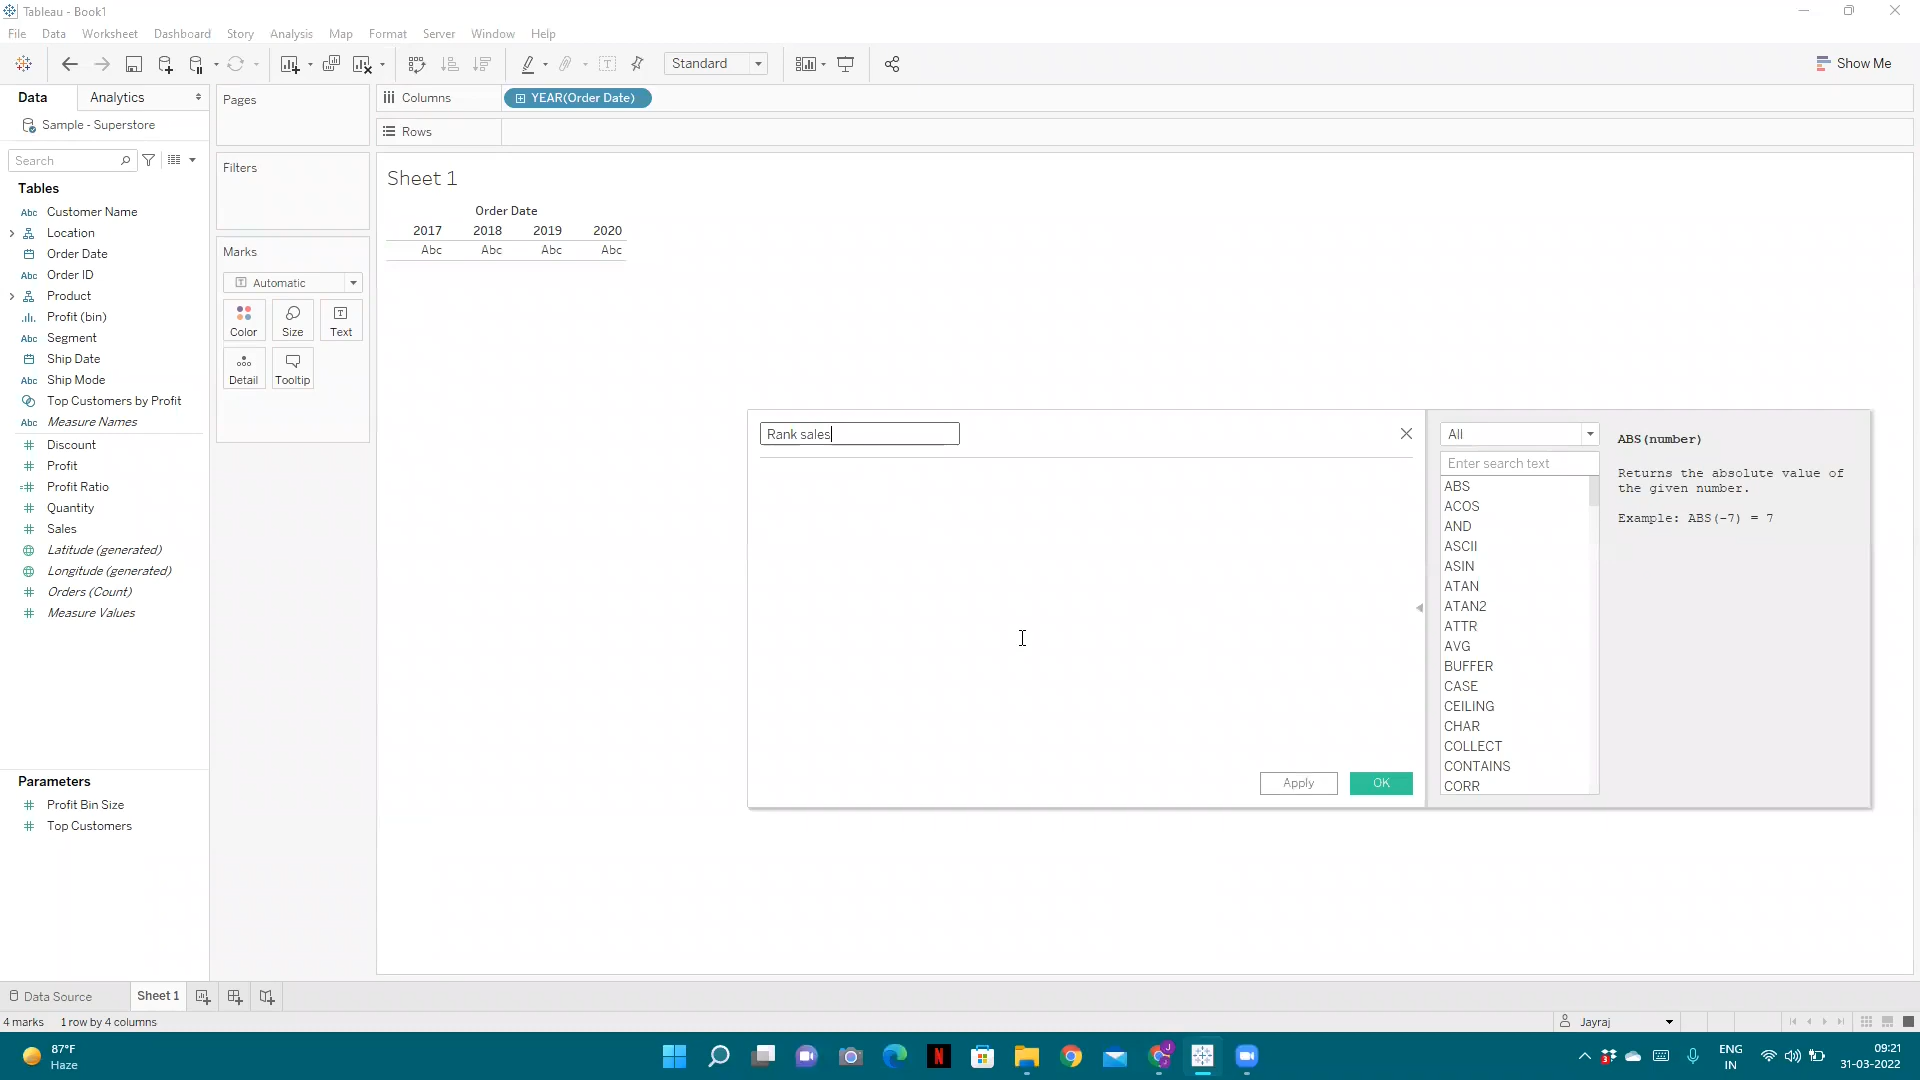 Tableau - Book1
File Data Worksheet Dashboard Story Analysis Map Format Server Window Help
Standard
Show Me
Data
Analytics
Pages
Columns
YEAR(Order Date)
Sample - Superstore
Rows
Search
Filters
Sheet 1
Tables
Order Date
Abc Customer Name
2017 2018 2019 2020
Location
Abc Abc Abc Abc
Order Date
Marks
Abc Order ID
Automatic
Product
Profit (bin)
Color Size Text
Abc Segment
Ship Date
Detail Tooltip
Abc Ship Mode
Top Customers by Profit
Abc Measure Names
Discount
Profit
Profit Ratio
Quantity
Sales
Latitude (generated)
Longitude (generated)
Orders (Count)
Measure Values
Parameters
Profit Bin Size
Top Customers
Rank sales
Apply
OK
All
Enter search text
ABS
ACOS
AND
ASCII
ASIN
ATAN
ATAN2
ATTR
AVG
BUFFER
CASE
CEILING
CHAR
COLLECT
CONTAINS
CORR
ABS(number)
Returns the absolute value of
the given number.
Example: ABS(-7) = 7
Data Source
Sheet 1
4 marks 1 row by 4 columns
Jayraj
87°F
Haze
N
J
3
ENG
IN
09:21
31-03-2022